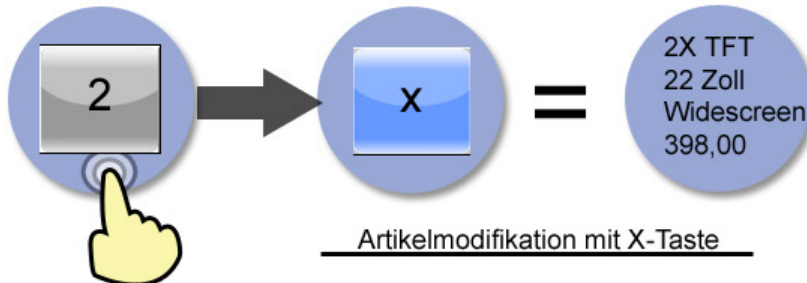 2
x
=
2X TFT
22 Zoll
Widescreen
398,00
Artikelmodifikation mit X-Taste